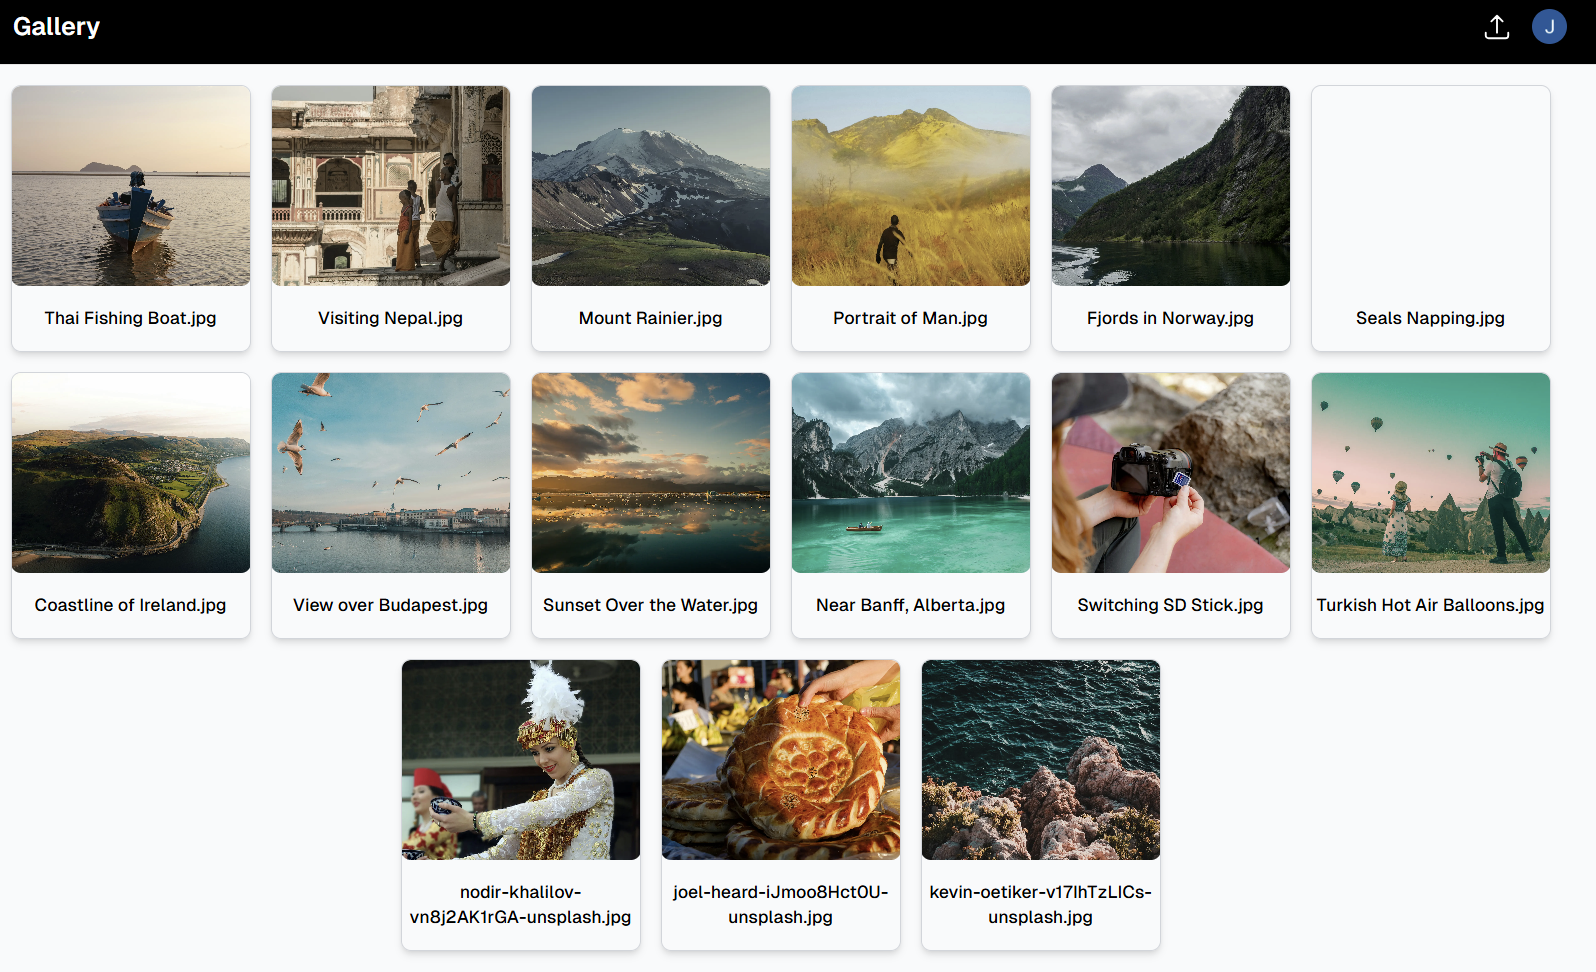 Gallery
J
Thai Fishing Boat.jpg
Visiting Nepal.jpg
Mount Rainier.jpg
Portrait of Man.jpg
Fjords in Norway.jpg
Seals Napping.jpg
Coastline of Ireland.jpg
View over Budapest.jpg
Sunset Over the Water.jpg
Near Banff, Alberta.jpg
Switching SD Stick.jpg
Turkish Hot Air Balloons.jpg
nodir-khalilov-
vn8j2AK1rGA-unsplash.jpg
joel-heard-iJmoo8Hct0U-
unsplash.jpg
kevin-oetiker-v17IhTzLICs-
unsplash.jpg